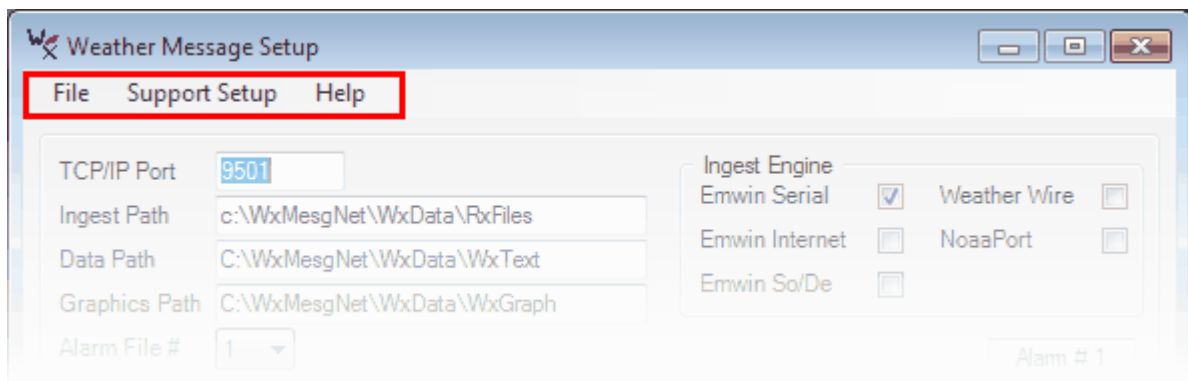 Weather Message Setup
File Support Setup Help
TCP/IP Port 9501
Ingest Path c:\WxMesgNet\WxData\RxFiles
Data Path C:\WxMesgNet\WxData\WxText
Graphics Path C:\WxMesgNet\WxData\WxGraph
Alarm File # 1
Ingest Engine
Emwin Serial Weather Wire
Emwin Internet NoaaPort
Emwin So/De
Alarm # 1